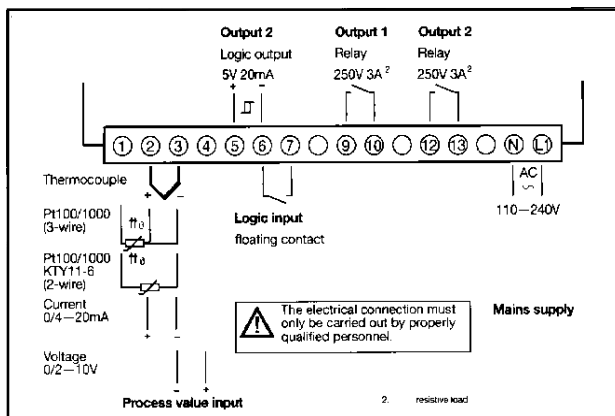 Output 2 Output 1 Output 2
Logic output Relay Relay
5V 20mA 250V 3A 2 250V 3A 2
+ −
1 2 3 4 5 6 7 9 10 12 13 N L1
Thermocouple
+ −
AC
110–240V
Pt100/1000
(3-wire)
Logic input
floating contact
Pt100/1000
KTY11-6
(2-wire)
Current
0/4–20mA
+ −
The electrical connection must
only be carried out by properly
qualified personnel.
Mains supply
Voltage
0/2–10V
− +
Process value input
2. resistive load